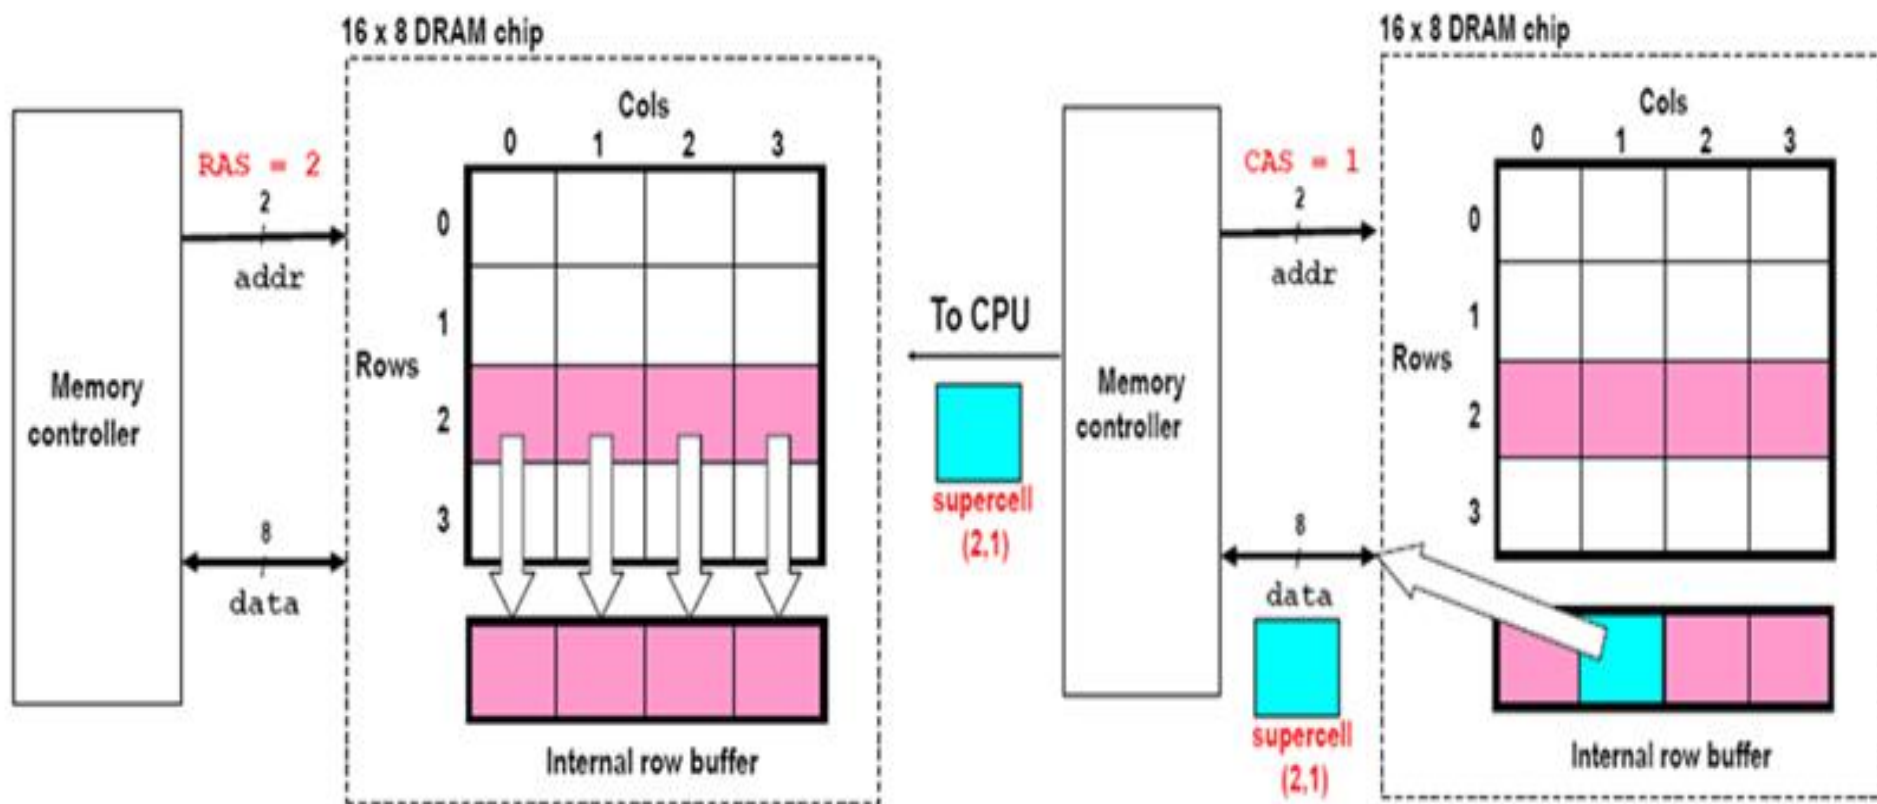 16 x 8 DRAM chip
Cols
0 1 2 3
RAS = 2
2
addr
0
1
Rows
2
3
Memory
controller
8
data
Internal row buffer
To CPU
supercell
(2,1)
16 x 8 DRAM chip
Cols
0 1 2 3
CAS = 1
2
addr
0
1
Rows
2
3
Memory
controller
8
data
supercell
(2,1)
Internal row buffer